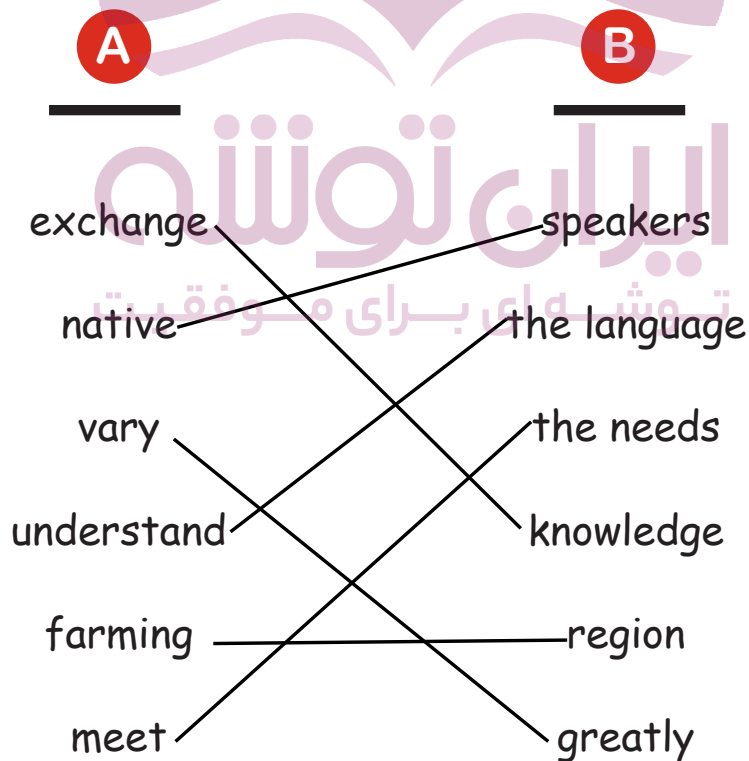 A B
ایران توشه
exchange speakers
توشه ای برای موفقیت
native the language
vary the needs
understand knowledge
farming region
meet greatly